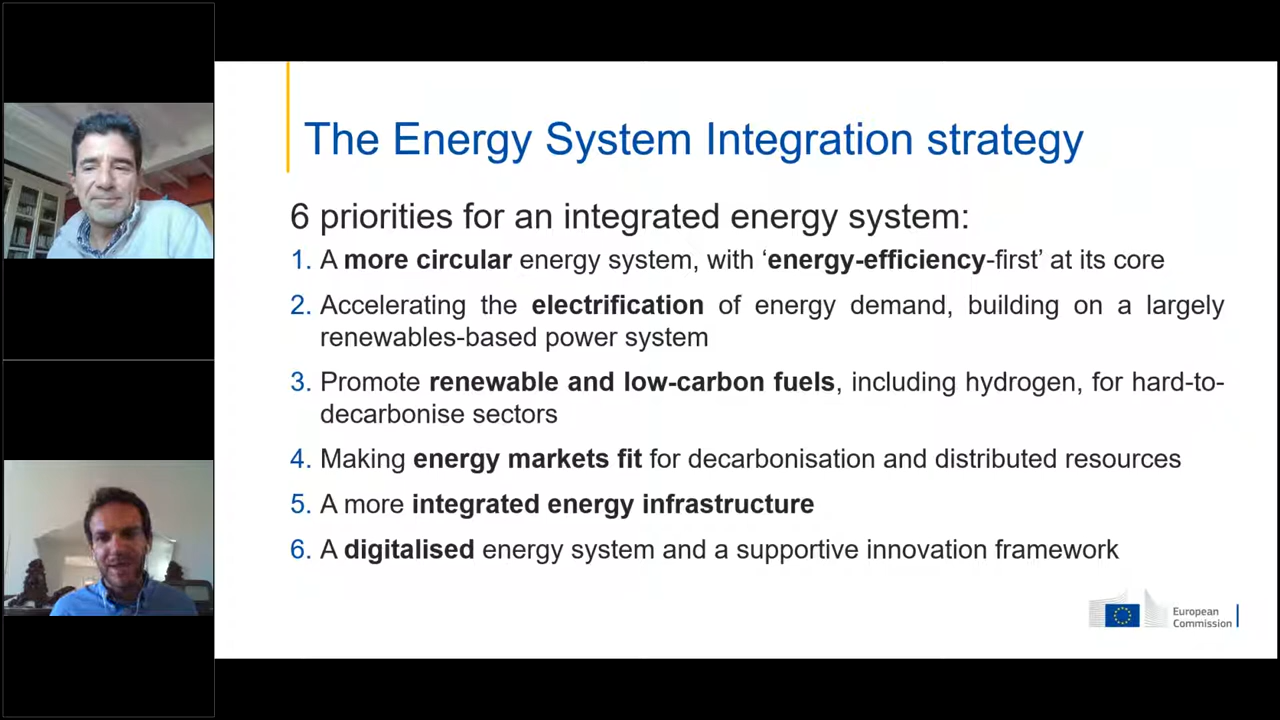 The Energy System Integration strategy
6 priorities for an integrated energy system:
1. A more circular energy system, with ‘energy-efficiency-first’ at its core
2. Accelerating the electrification of energy demand, building on a largely
renewables-based power system
3. Promote renewable and low-carbon fuels, including hydrogen, for hard-to-
decarbonise sectors
4. Making energy markets fit for decarbonisation and distributed resources
5. A more integrated energy infrastructure
6. A digitalised energy system and a supportive innovation framework
European
Commission